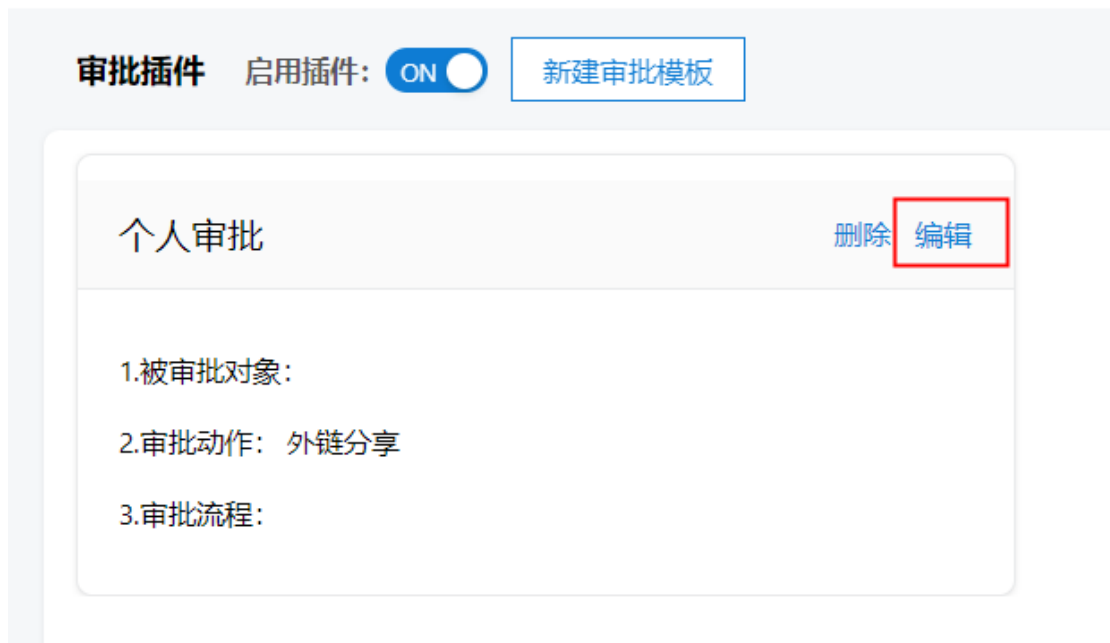 审批插件 启用插件: ON 新建审批模板
个人审批 删除 编辑
1.被审批对象：
2.审批动作： 外链分享
3.审批流程：